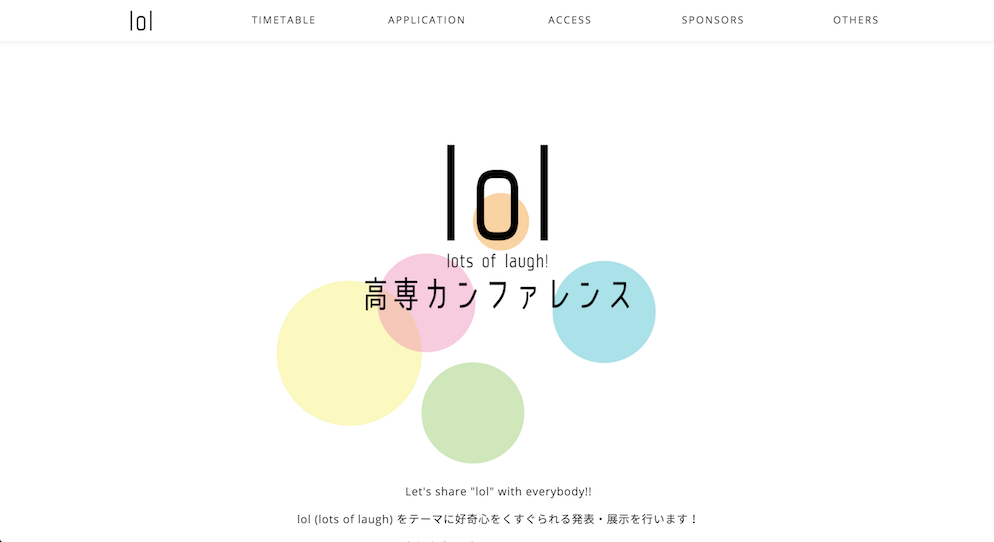 lol
TIMETABLE
APPLICATION
ACCESS
SPONSORS
OTHERS
lol
lots of laugh!
高専カンファレンス
Let's share "lol" with everybody!!
lol (lots of laugh) をテーマに好奇心をくすぐられる発表・展示を行います！